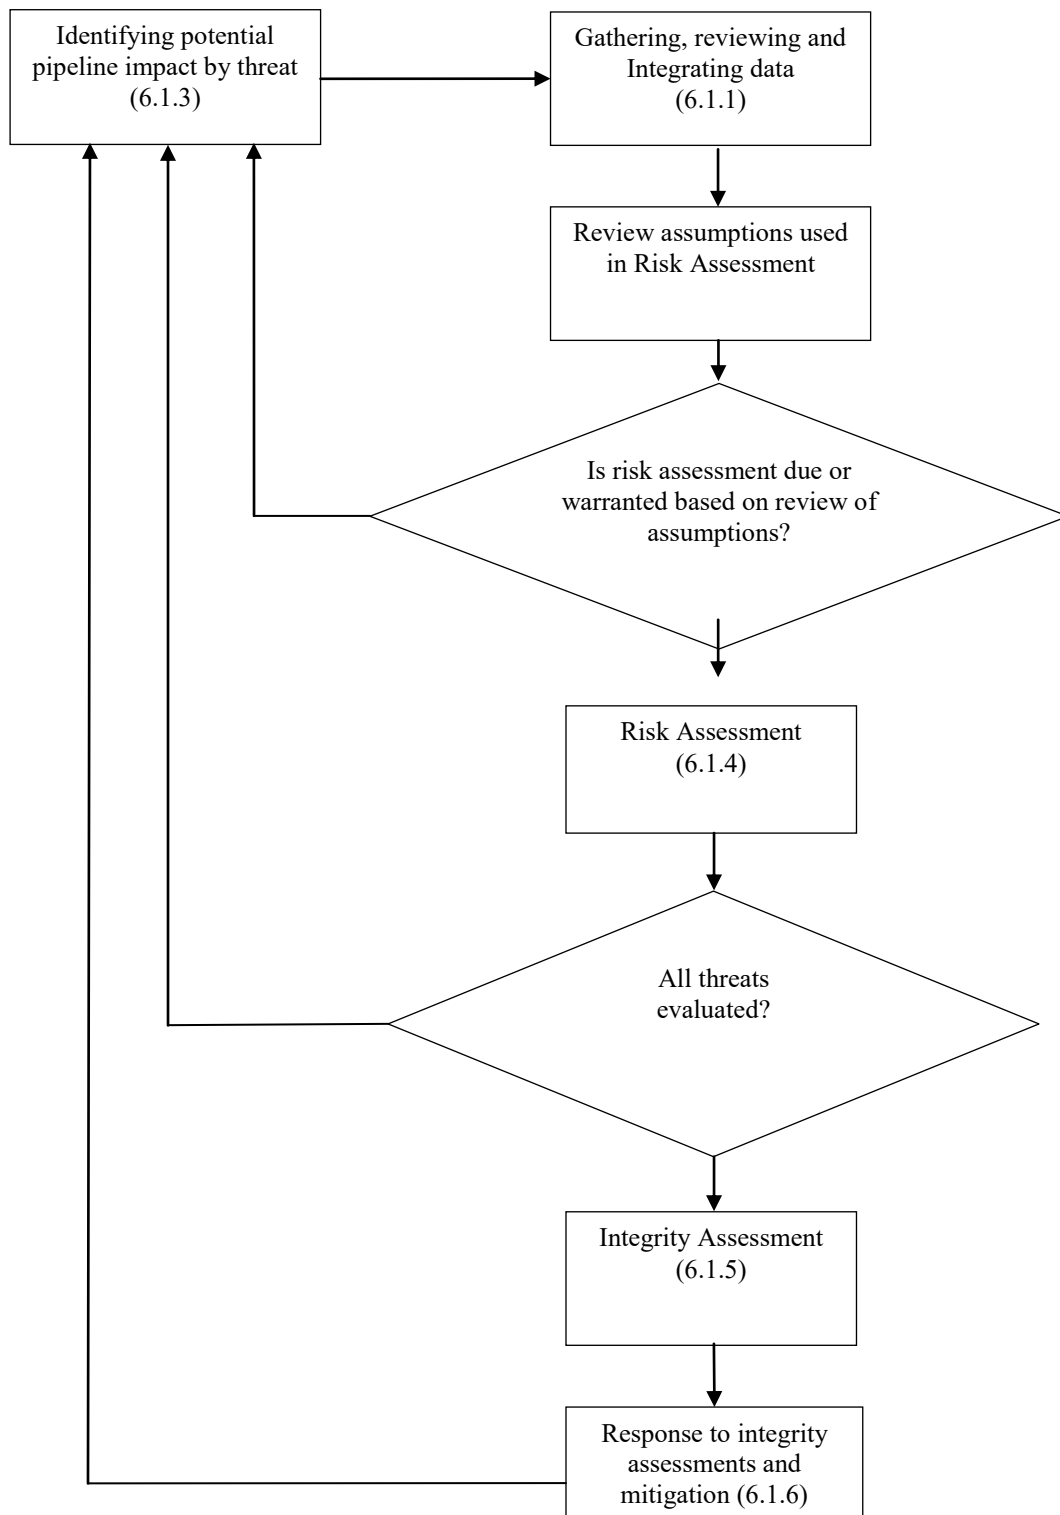 Identifying potential
pipeline impact by threat
(6.1.3)
Gathering, reviewing and
Integrating data
(6.1.1)
Review assumptions used
in Risk Assessment
Is risk assessment due or
warranted based on review of
assumptions?
Risk Assessment
(6.1.4)
All threats
evaluated?
Integrity Assessment
(6.1.5)
Response to integrity
assessments and
mitigation (6.1.6)